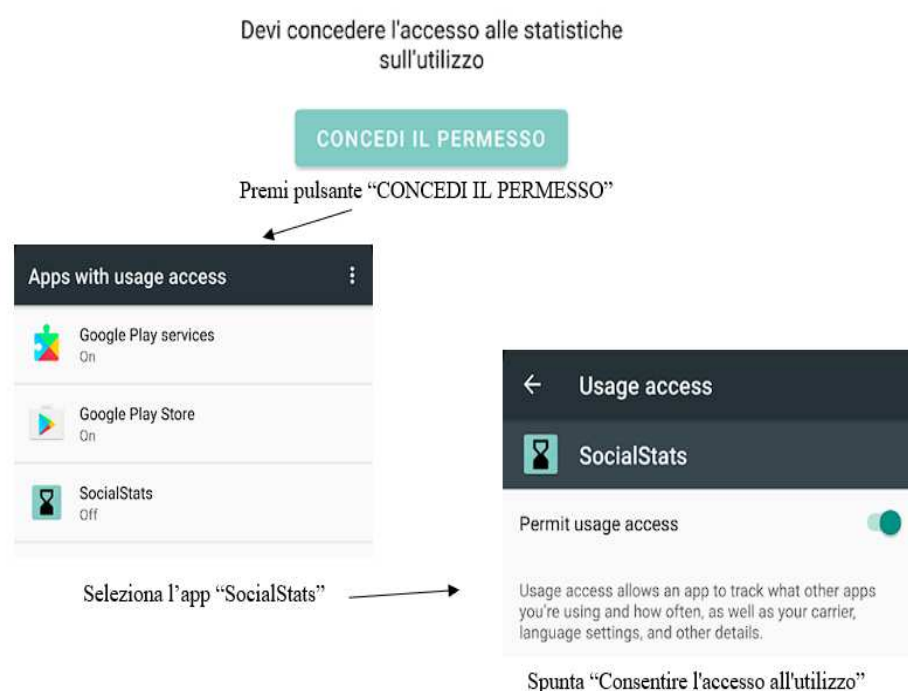 Devi concedere l'accesso alle statistiche
sull'utilizzo
CONCEDI IL PERMESSO
Premi pulsante “CONCEDI IL PERMESSO”
Apps with usage access
Google Play services
On
Google Play Store
On
SocialStats
Off
Seleziona l’app “SocialStats”
Usage access
SocialStats
Permit usage access
Usage access allows an app to track what other apps
you're using and how often, as well as your carrier,
language settings, and other details.
Spunta “Consentire l'accesso all'utilizzo”